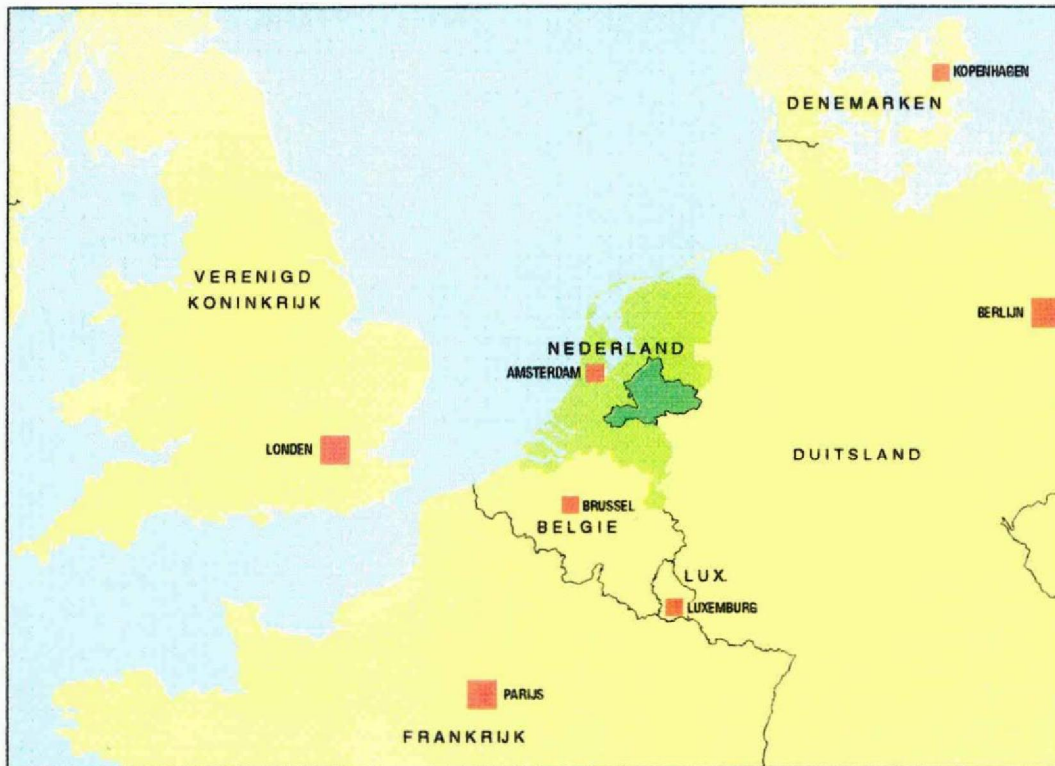 KOPENHAGEN
DENEMARKEN
VERENIGD
KONINKRIJK
BERLIJN
NEDERLAND
AMSTERDAM
LONDEN
DUITSLAND
BRUSSEL
BELGIE
LUX.
LUXEMBURG
PARIJS
FRANKRIJK